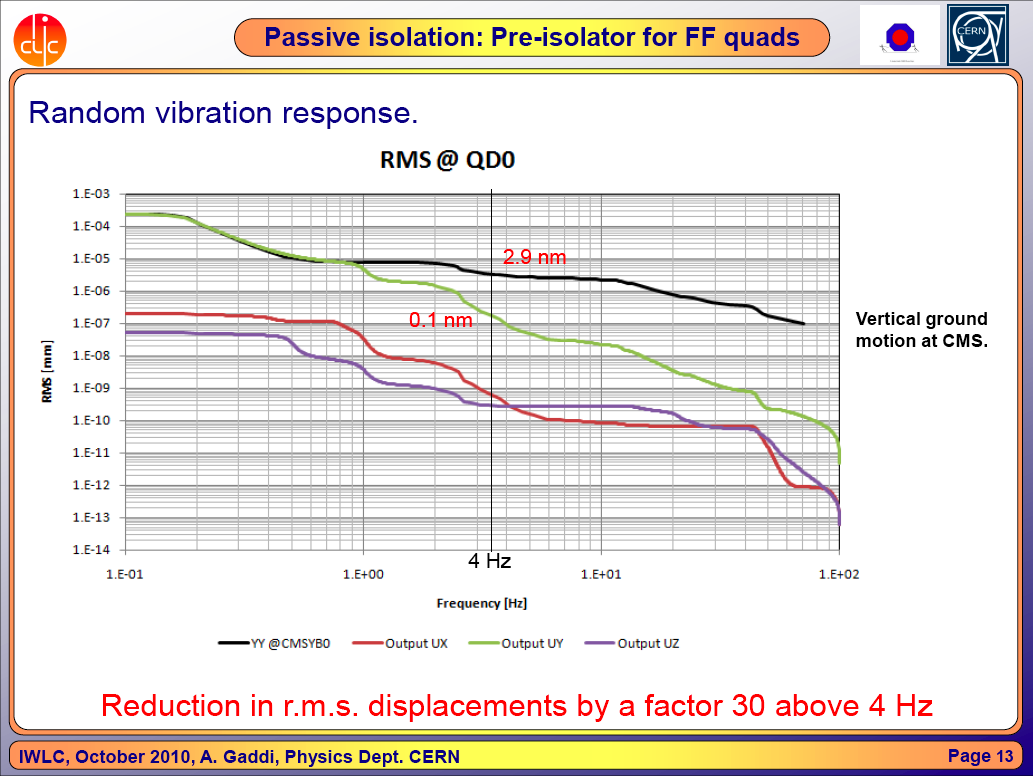 clic
Passive isolation: Pre-isolator for FF quads
CERN
Random vibration response.
RMS @ QD0
1.E-03
1.E-04
1.E-05
1.E-06
1.E-07
1.E-08
1.E-09
1.E-10
1.E-11
1.E-12
1.E-13
1.E-14
RMS [mm]
2.9 nm
0.1 nm
Vertical ground
motion at CMS.
4 Hz
1.E-01
1.E+00
1.E+01
1.E+02
Frequency [Hz]
YY @CMSYB0
Output UX
Output UY
Output UZ
Reduction in r.m.s. displacements by a factor 30 above 4 Hz
IWLC, October 2010, A. Gaddi, Physics Dept. CERN
Page 13